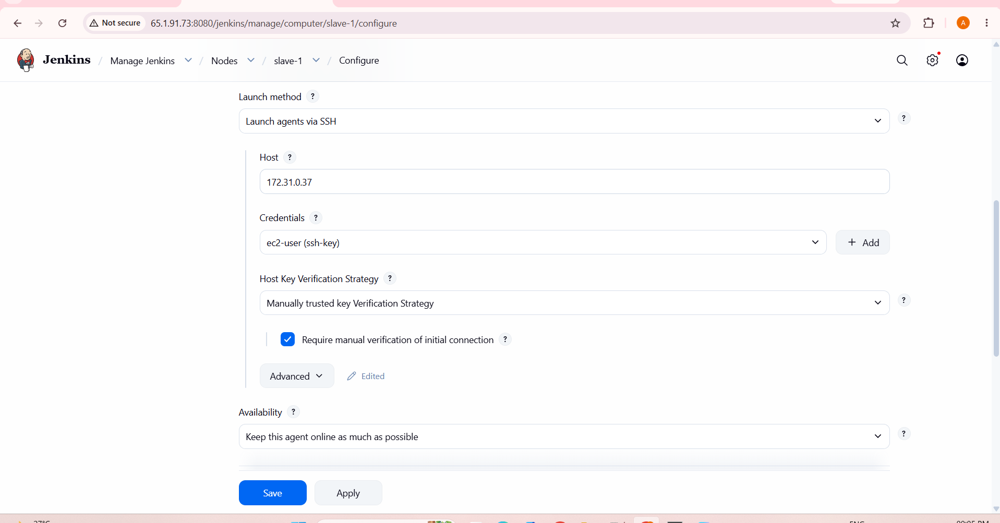 Not secure 65.1.91.73:8080/jenkins/manage/computer/slave-1/configure A
Jenkins / Manage Jenkins / Nodes / slave-1 / Configure
Launch method ?
Launch agents via SSH ?
Host ?
172.31.0.37
Credentials ?
ec2-user (ssh-key) + Add
Host Key Verification Strategy ?
Manually trusted key Verification Strategy ?
Require manual verification of initial connection ?
Advanced Edited
Availability ?
Keep this agent online as much as possible ?
Save Apply